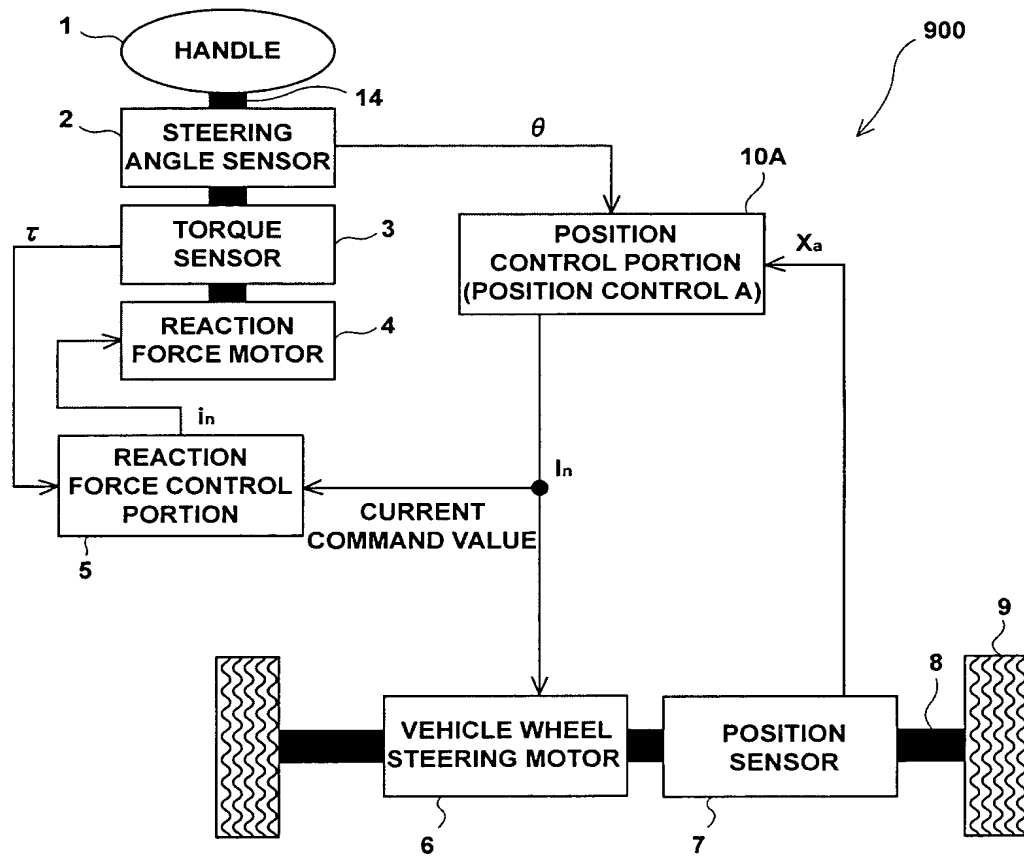 1
HANDLE
900
14
2
STEERING
ANGLE SENSOR
θ
10A
τ
TORQUE
SENSOR
3
POSITION
CONTROL PORTION
(POSITION CONTROL A)
Xa
REACTION
FORCE MOTOR
4
in
REACTION
FORCE CONTROL
PORTION
In
CURRENT
COMMAND VALUE
5
9
8
VEHICLE WHEEL
STEERING MOTOR
POSITION
SENSOR
6
7